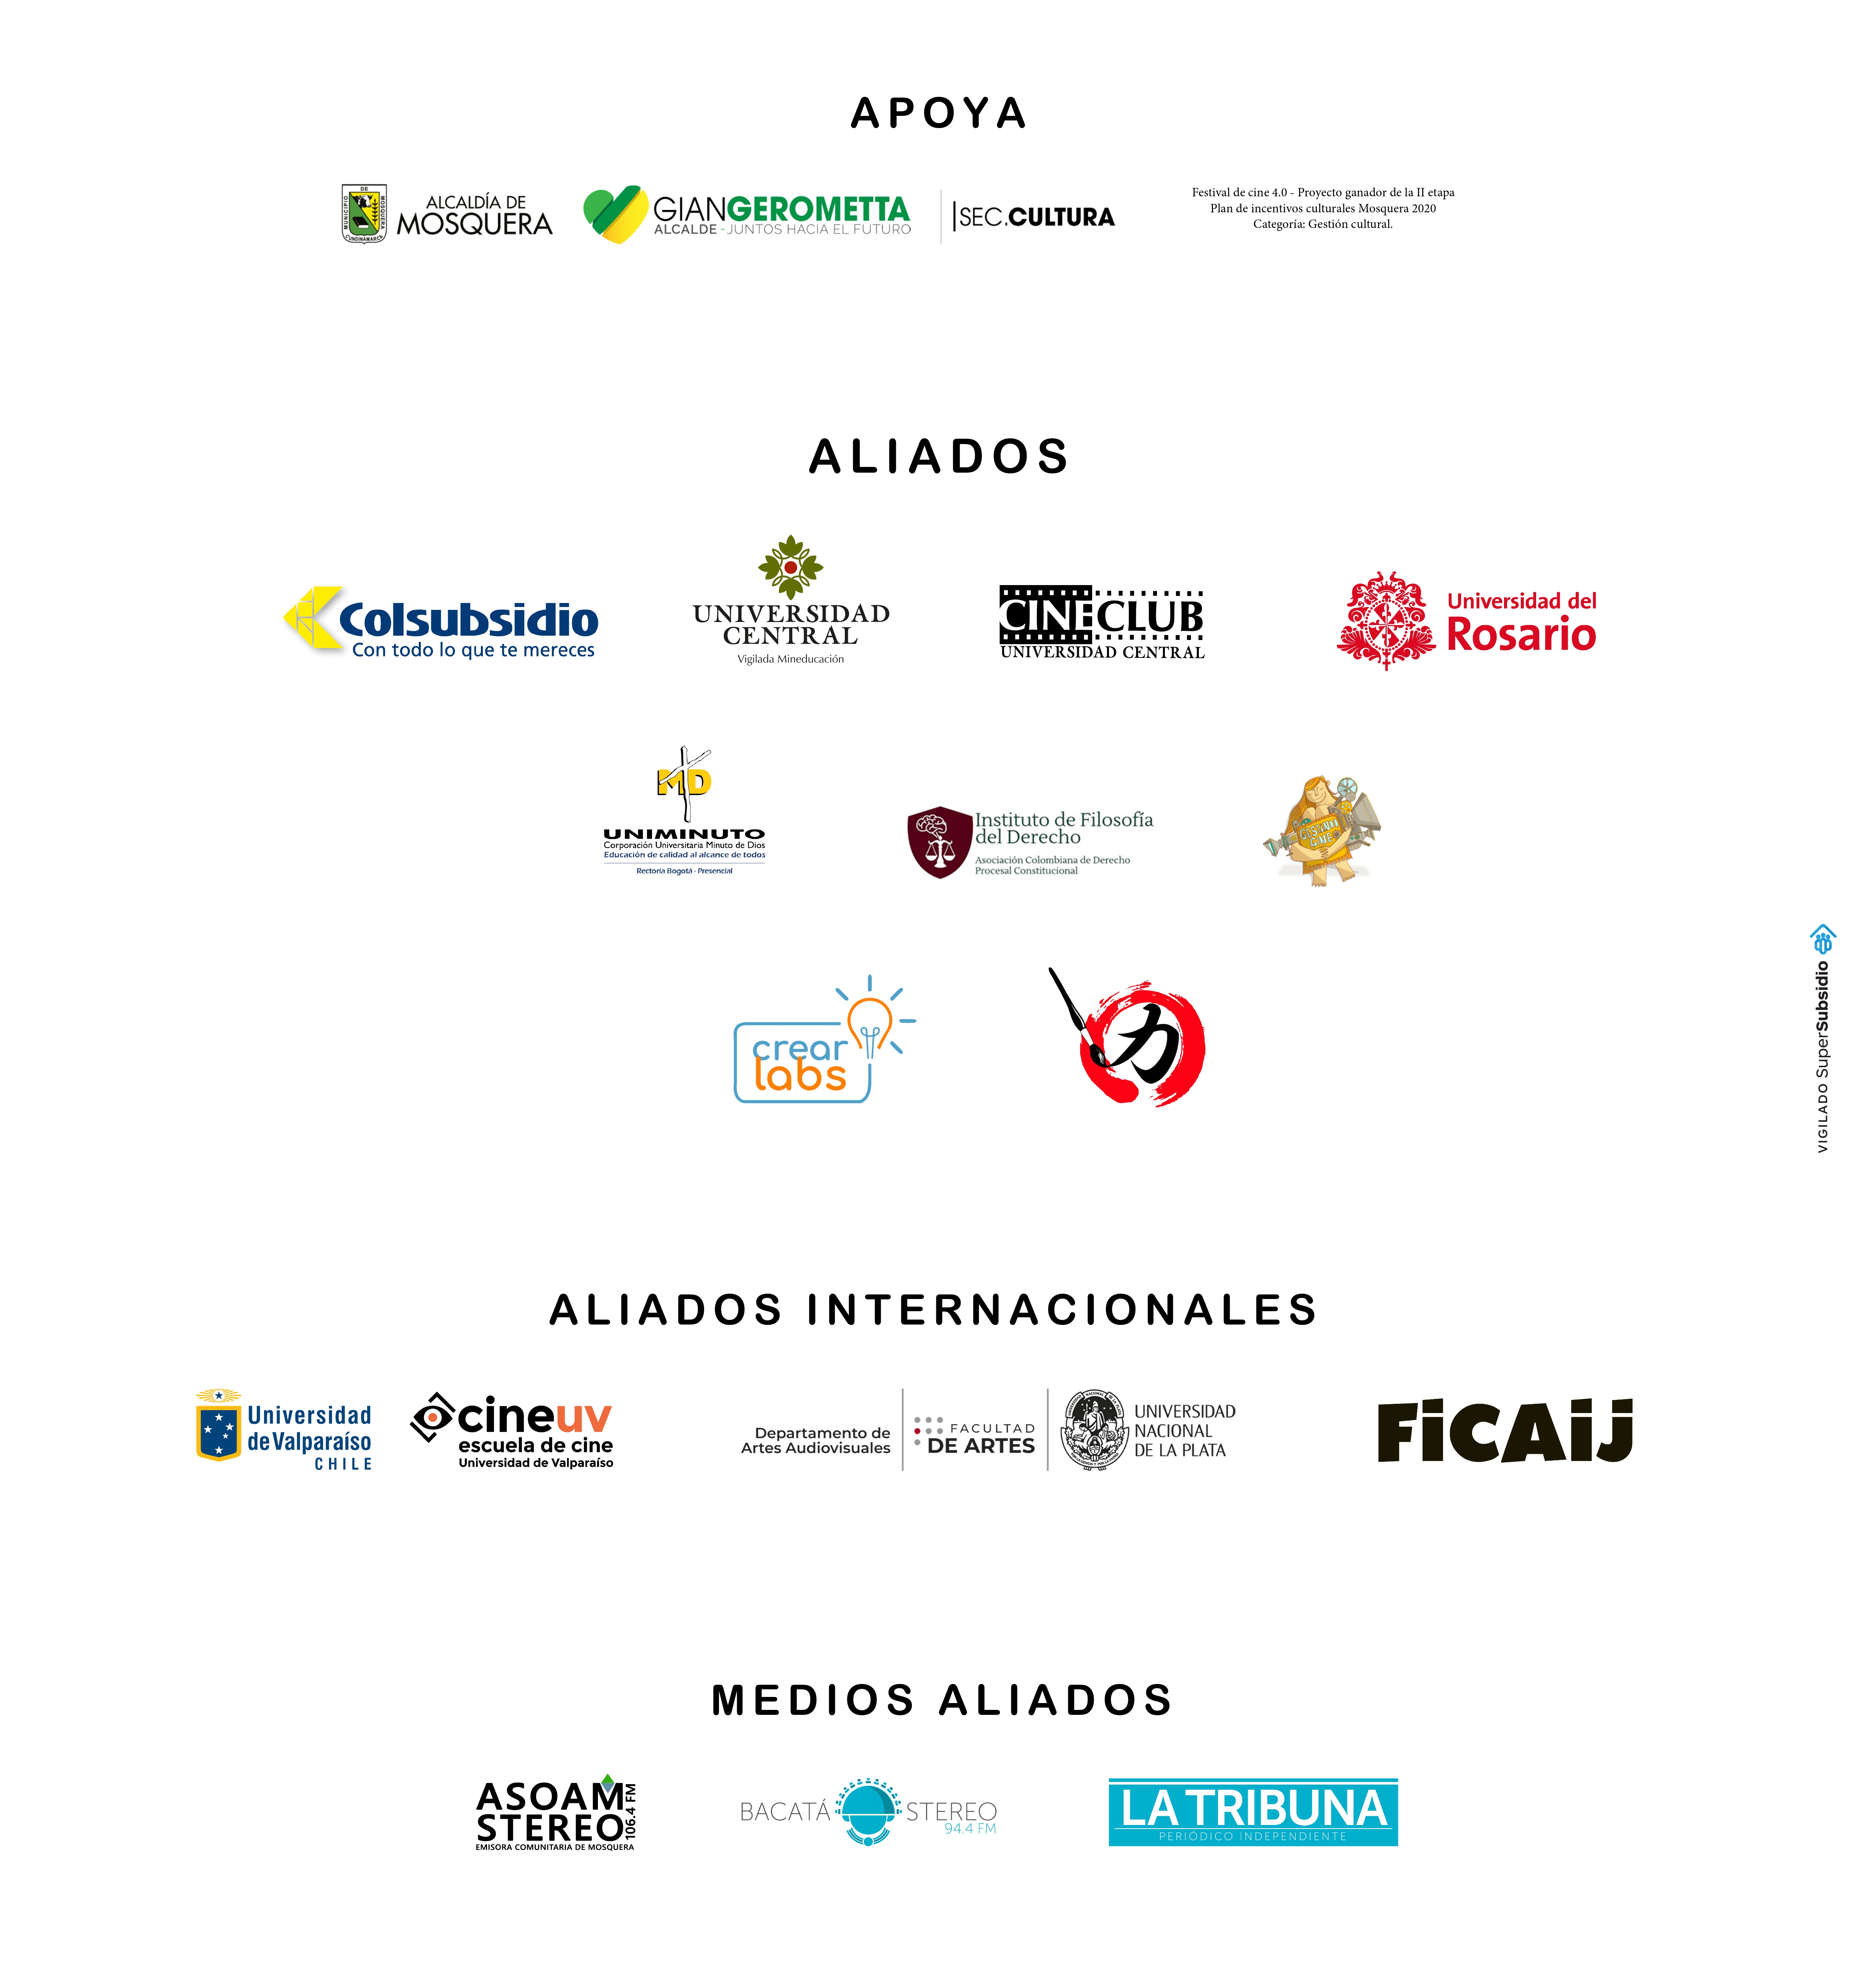 APOYA
DE
MUNICIPIO
MOSQUERA
CUNDINAMARCA
ALCALDÍA DE
MOSQUERA
GIANGEROMETTA
ALCALDE - JUNTOS HACIA EL FUTURO
SEC.CULTURA
Festival de cine 4.0 - Proyecto ganador de la II etapa
Plan de incentivos culturales Mosquera 2020
Categoría: Gestión cultural.
ALIADOS
Colsubsidio
Con todo lo que te mereces
UNIVERSIDAD
CENTRAL
Vigilada Mineducación
CINECLUB
UNIVERSIDAD CENTRAL
Universidad del
Rosario
MD
UNIMINUTO
Corporación Universitaria Minuto de Dios
Educación de calidad al alcance de todos
Rectoría Bogotá - Presencial
Instituto de Filosofía
del Derecho
Asociación Colombiana de Derecho
Procesal Constitucional
CINE
crear
labs
力
VIGILADO SuperSubsidio
ALIADOS INTERNACIONALES
Universidad
de Valparaíso
CHILE
cineuv
escuela de cine
Universidad de Valparaíso
Departamento de
Artes Audiovisuales
FACULTAD
DE ARTES
UNIVERSIDAD
NACIONAL
DE LA PLATA
FiCAiJ
MEDIOS ALIADOS
ASOAM
STEREO
106.4 FM
EMISORA COMUNITARIA DE MOSQUERA
BACATÁ STEREO
94.4 FM
LA TRIBUNA
PERIÓDICO INDEPENDIENTE